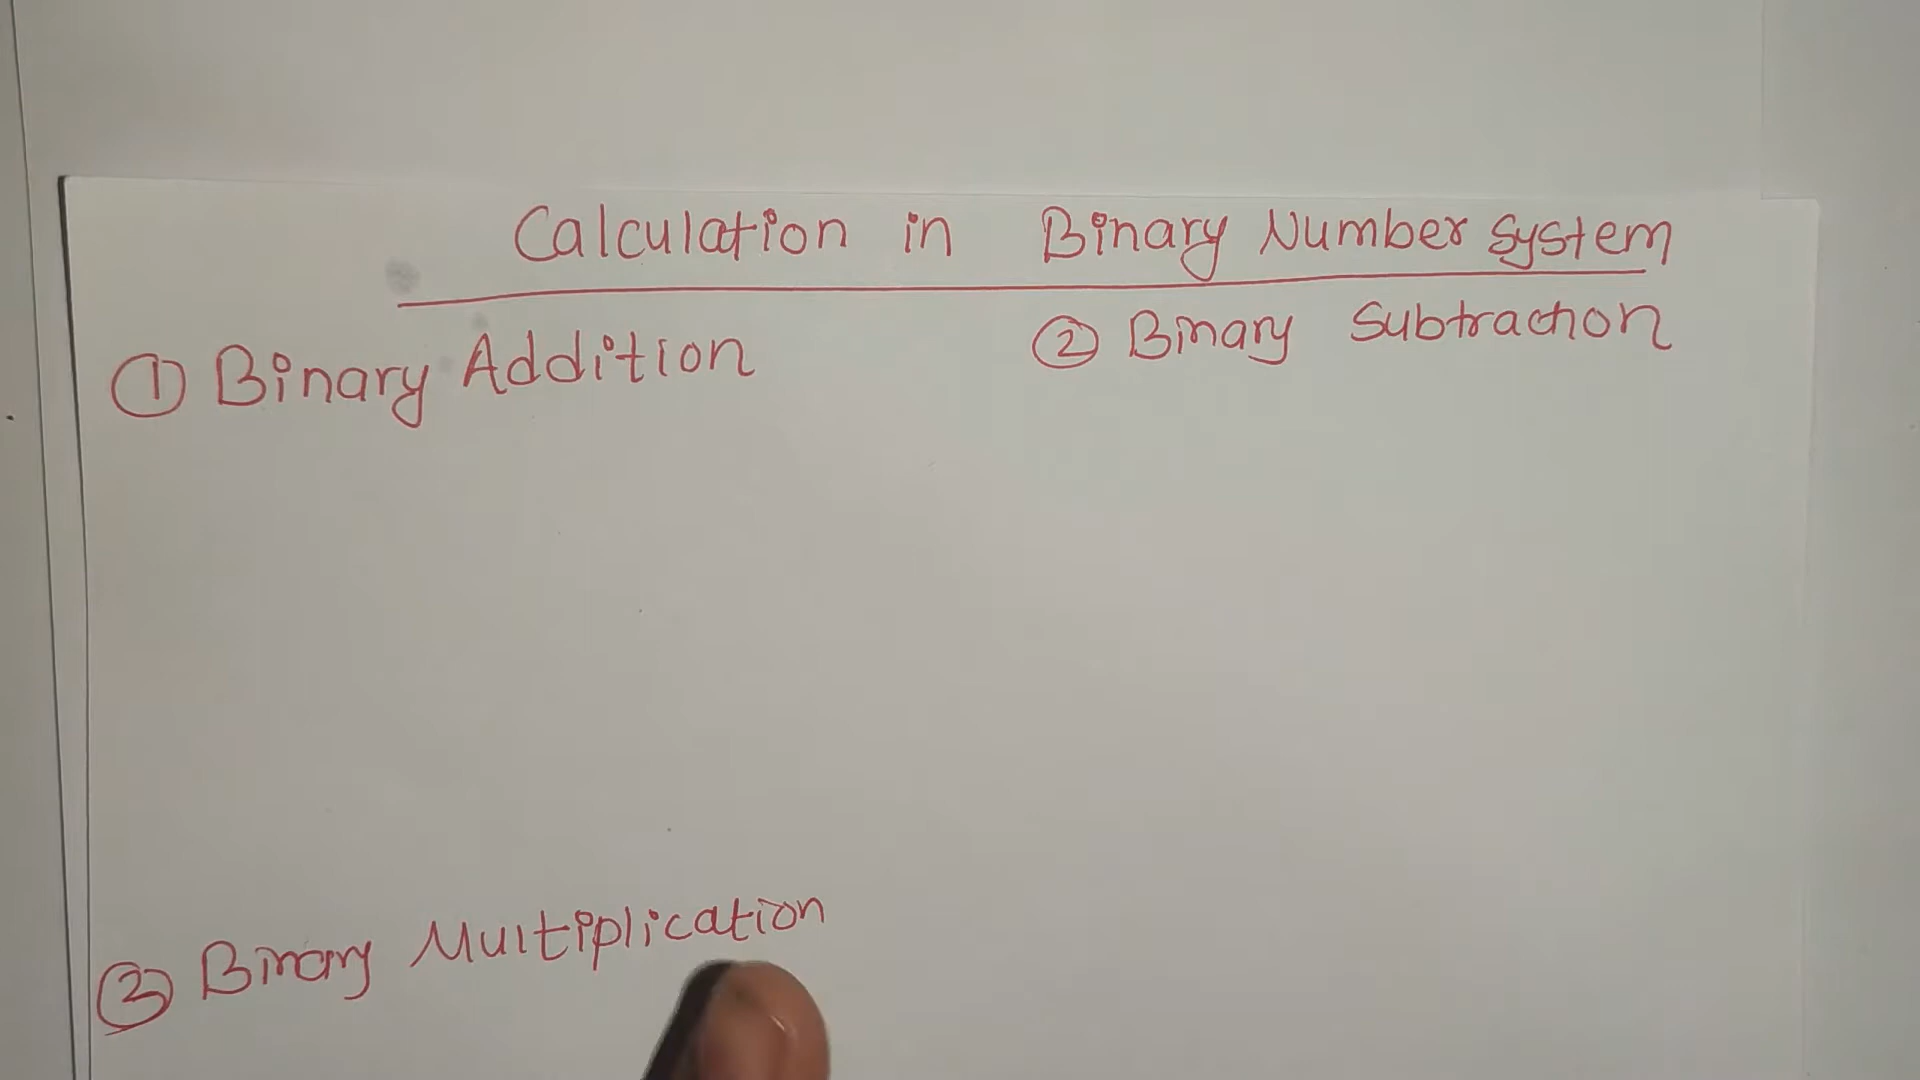 Calculation in Binary Number System
① Binary Addition
② Binary Subtraction
③ Binary Multiplication